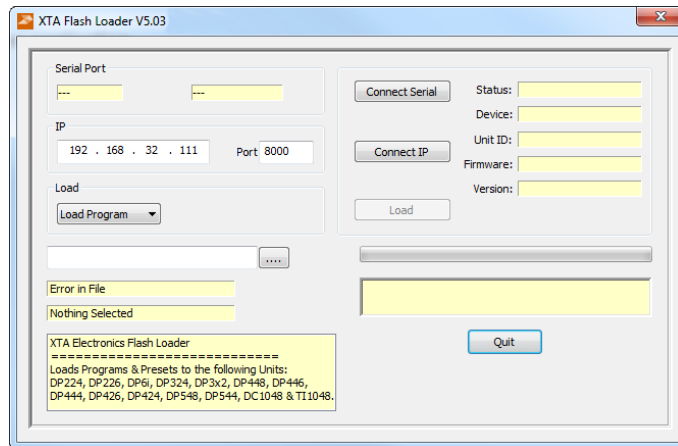 XTA Flash Loader V5.03
Serial Port
--- ---
IP
192 . 168 . 32 . 111 Port 8000
Load
Load Program
....
Error in File
Nothing Selected
XTA Electronics Flash Loader
============================
Loads Programs & Presets to the following Units:
DP224, DP226, DP6i, DP324, DP3x2, DP448, DP446,
DP444, DP426, DP424, DP548, DP544, DC1048 & TI1048.
Connect Serial
Connect IP
Load
Status:
Device:
Unit ID:
Firmware:
Version:
Quit